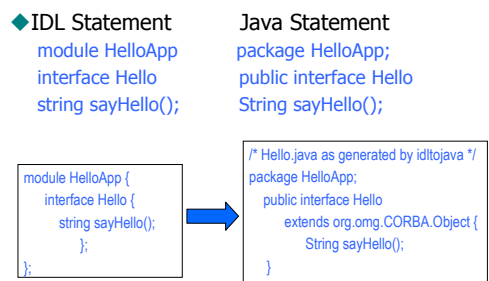 IDL Statement Java Statement
module HelloApp package HelloApp;
interface Hello public interface Hello
string sayHello(); String sayHello();
module HelloApp {
interface Hello {
string sayHello();
};
};
/* Hello.java as generated by idltojava */
package HelloApp;
public interface Hello
extends org.omg.CORBA.Object {
String sayHello();
}